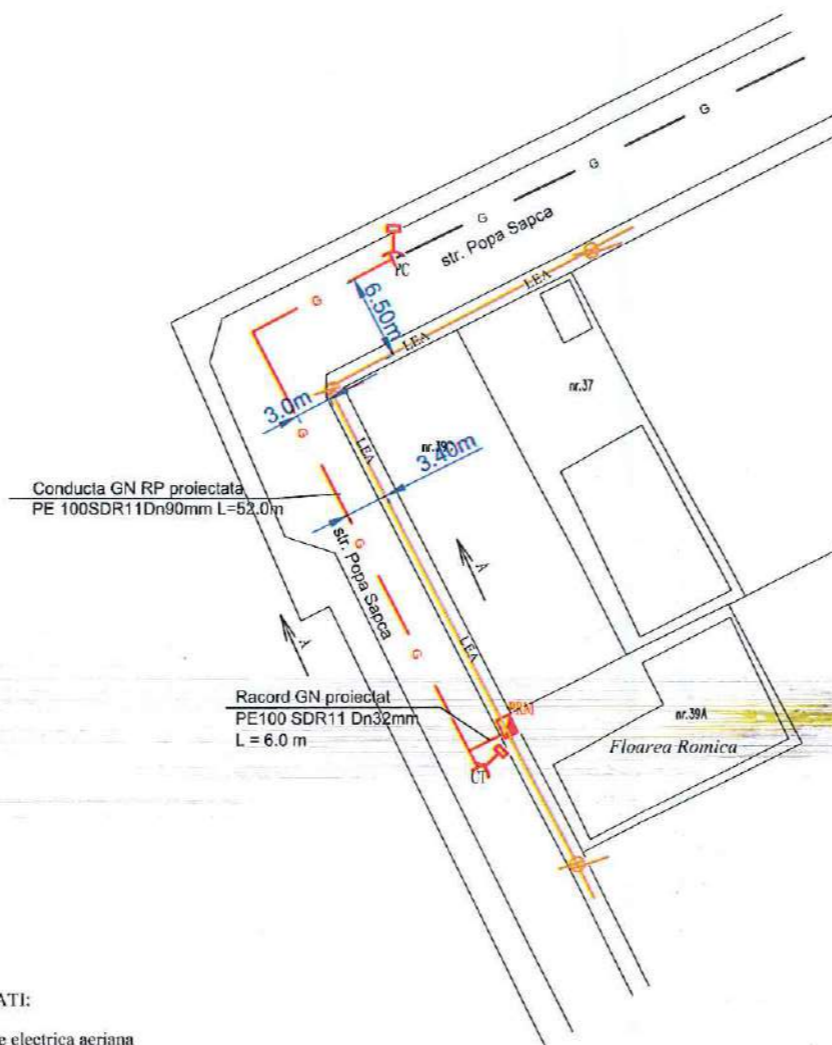 G
G
G
str. Popa Sapca
PC
G
6.50m
LEA
LEA
nr.37
3.0m
G
LEA
3.40m
Conducta GN RP proiectata
PE 100SDR11Dn90mm L=52.0m
G
str. Popa Sapca
A
A
G
LEA
Racord GN proiectat
PE100 SDR11 Dn32mm
L = 6.0 m
PRM
nr.39A
Floarea Romica
CT
ATI:
e electrica aeriana